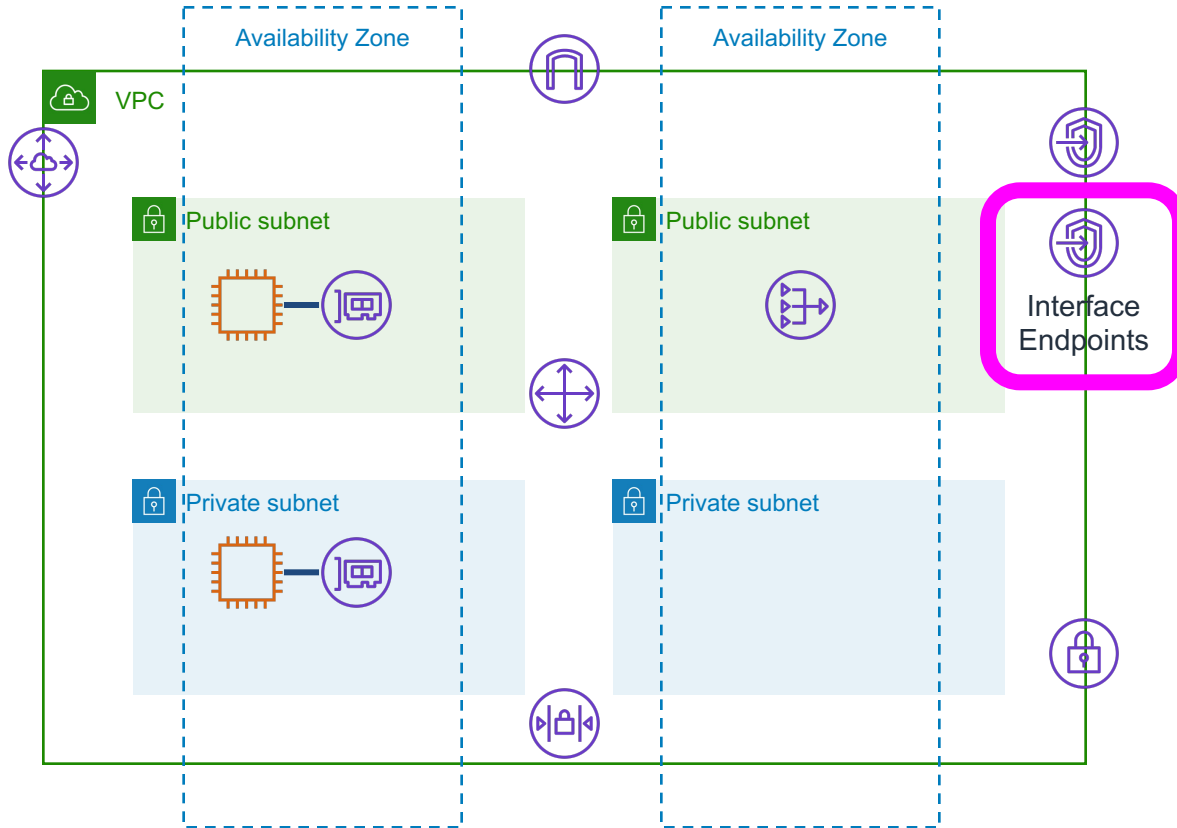 Availability Zone
Availability Zone
VPC
Public subnet
Public subnet
Interface
Endpoints
Private subnet
Private subnet